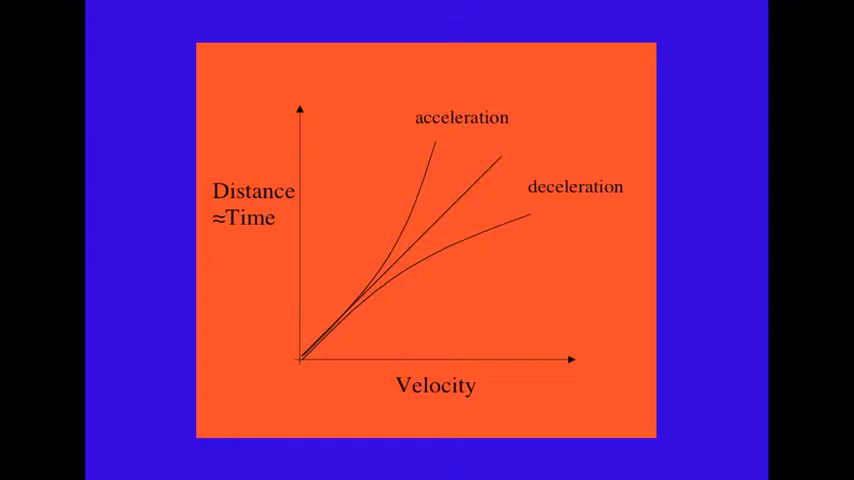 acceleration
deceleration
Distance
≈Time
Velocity